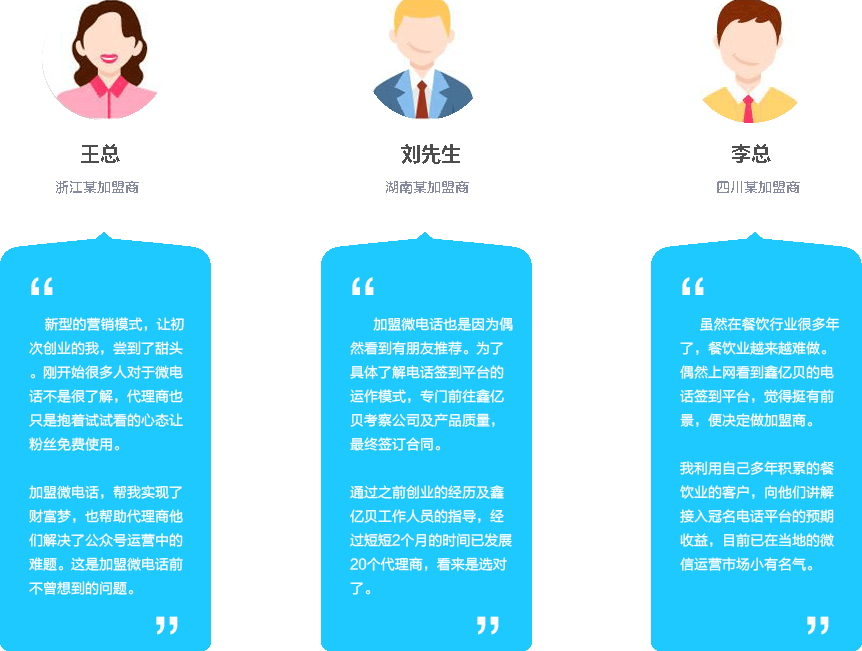 王总
浙江某加盟商
“
新型的营销模式，让初
次创业的我，尝到了甜头
。刚开始很多人对于微电
话不是很了解，代理商也
只是抱着试试看的心态让
粉丝免费使用。
加盟微电话，帮我实现了
财富梦，也帮助代理商他
们解决了公众号运营中的
难题。这是加盟微电话前
不曾想到的问题。
”
刘先生
湖南某加盟商
“
加盟微电话也是因为偶
然看到有朋友推荐。为了
具体了解电话签到平台的
运作模式，专门前往鑫亿
贝考察公司及产品质量，
最终签订合同。
通过之前创业的经历及鑫
亿贝工作人员的指导，经
过短短2个月的时间已发展
20个代理商，看来是选对
了。
”
李总
四川某加盟商
“
虽然在餐饮行业很多年
了，餐饮业越来越难做。
偶然上网看到鑫亿贝的电
话签到平台，觉得挺有前
景，便决定做加盟商。
我利用自己多年积累的餐
饮业的客户，向他们讲解
接入冠名电话平台的预期
收益，目前已在当地的微
信运营市场小有名气。
”